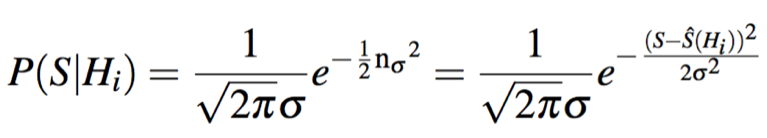 $P(S|H_i) = \frac{1}{\sqrt{2\pi}\sigma} e^{-\frac{1}{2} \mathrm{n}_\sigma{}^2} = \frac{1}{\sqrt{2\pi}\sigma} e^{-\frac{(S-\hat{S}(H_i))^2}{2\sigma^2}}$